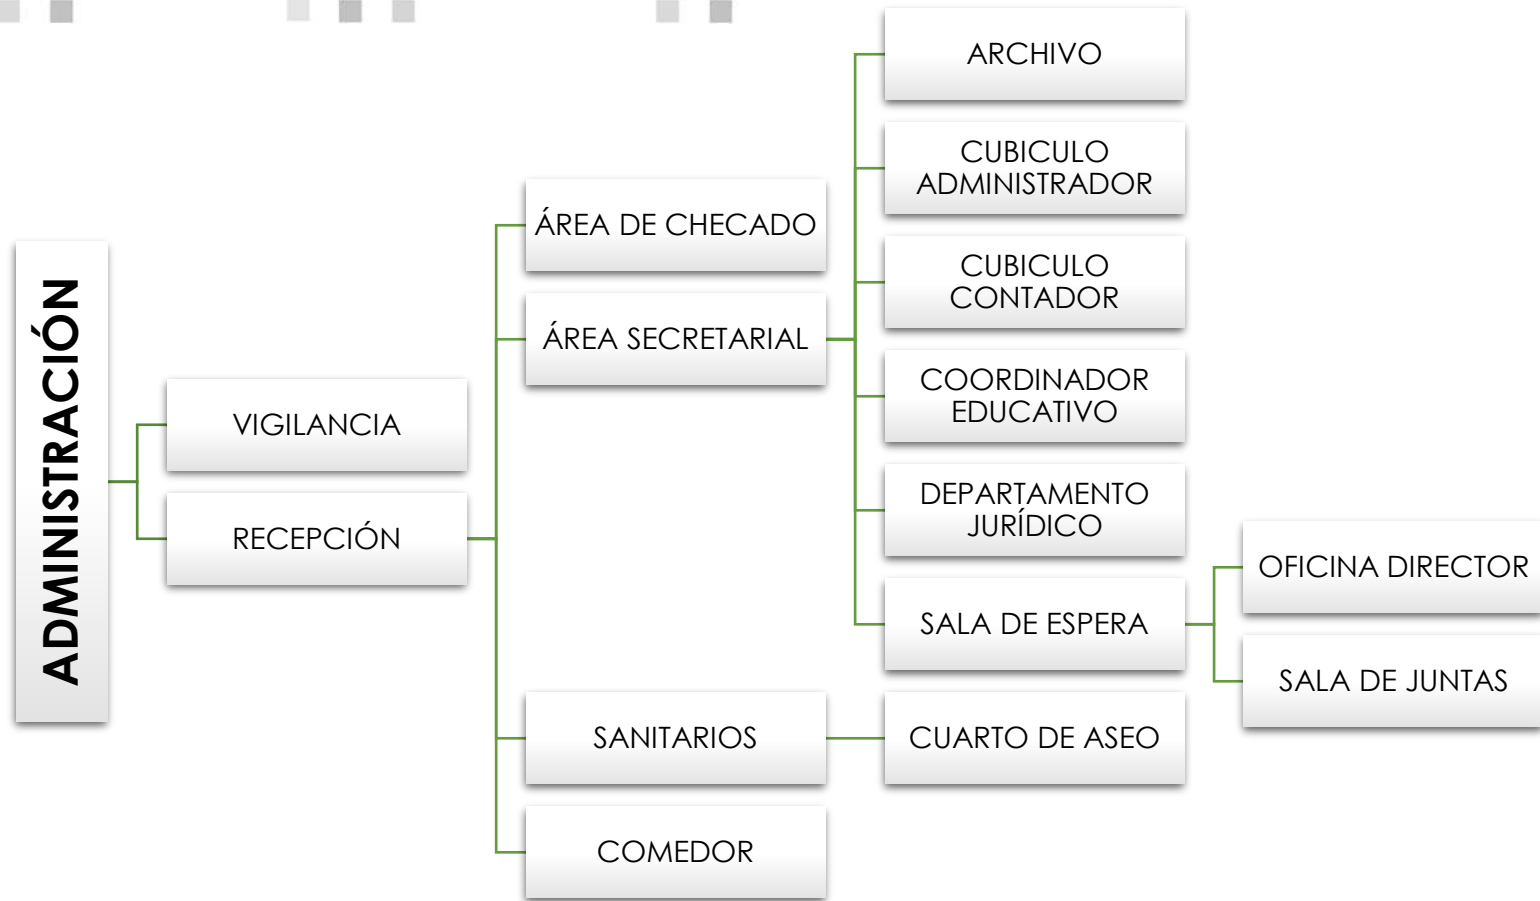 ADMINISTRACIÓN
VIGILANCIA
RECEPCIÓN
ÁREA DE CHECADO
ÁREA SECRETARIAL
ARCHIVO
CUBICULO
ADMINISTRADOR
CUBICULO
CONTADOR
COORDINADOR
EDUCATIVO
DEPARTAMENTO
JURÍDICO
SALA DE ESPERA
OFICINA DIRECTOR
SALA DE JUNTAS
SANITARIOS
CUARTO DE ASEO
COMEDOR